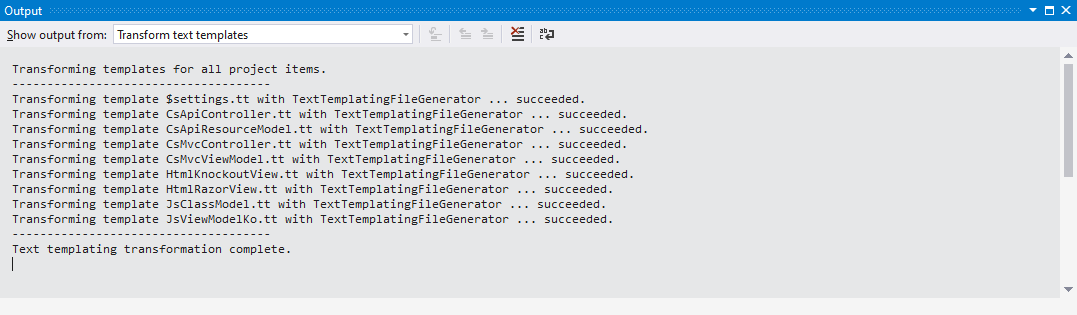 Output
Show output from: Transform text templates
Transforming templates for all project items.
-------------------------------------
Transforming template $settings.tt with TextTemplatingFileGenerator ... succeeded.
Transforming template CsApiController.tt with TextTemplatingFileGenerator ... succeeded.
Transforming template CsApiResourceModel.tt with TextTemplatingFileGenerator ... succeeded.
Transforming template CsMvcController.tt with TextTemplatingFileGenerator ... succeeded.
Transforming template CsMvcViewModel.tt with TextTemplatingFileGenerator ... succeeded.
Transforming template HtmlKnockoutView.tt with TextTemplatingFileGenerator ... succeeded.
Transforming template HtmlRazorView.tt with TextTemplatingFileGenerator ... succeeded.
Transforming template JsClassModel.tt with TextTemplatingFileGenerator ... succeeded.
Transforming template JsViewModelKo.tt with TextTemplatingFileGenerator ... succeeded.
-------------------------------------
Text templating transformation complete.